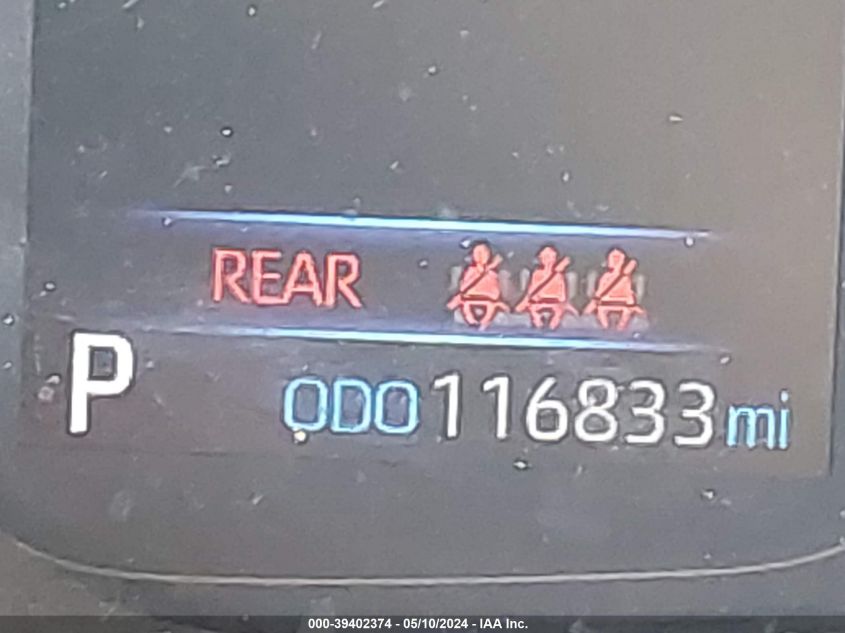 REAR
P
ODO 116833 mi
000-39402374 - 05/10/2024 - IAA Inc.